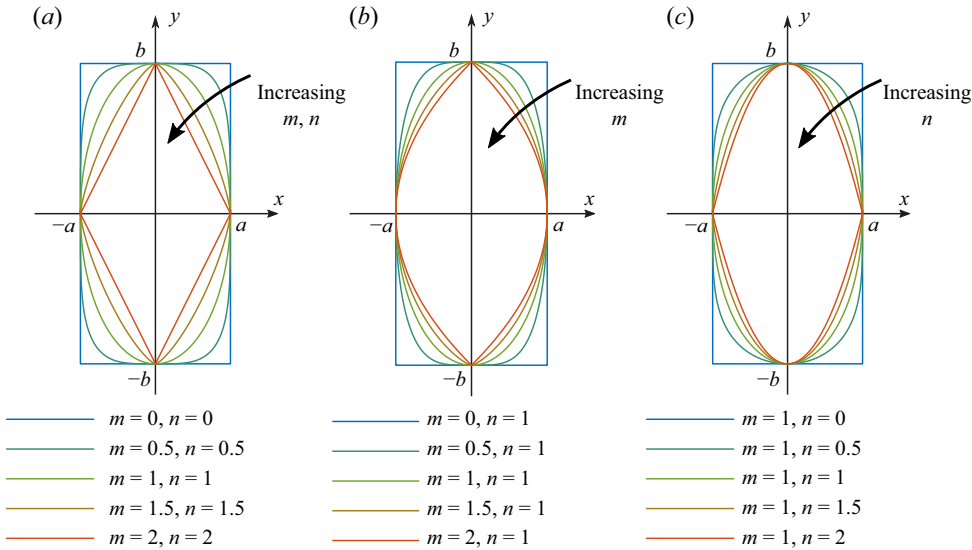 (a)
y
b
Increasing
m, n
x
−a
a
−b
m = 0, n = 0
m = 0.5, n = 0.5
m = 1, n = 1
m = 1.5, n = 1.5
m = 2, n = 2
(b)
y
b
Increasing
m
x
−a
a
−b
m = 0, n = 1
m = 0.5, n = 1
m = 1, n = 1
m = 1.5, n = 1
m = 2, n = 1
(c)
y
b
Increasing
n
x
−a
a
−b
m = 1, n = 0
m = 1, n = 0.5
m = 1, n = 1
m = 1, n = 1.5
m = 1, n = 2